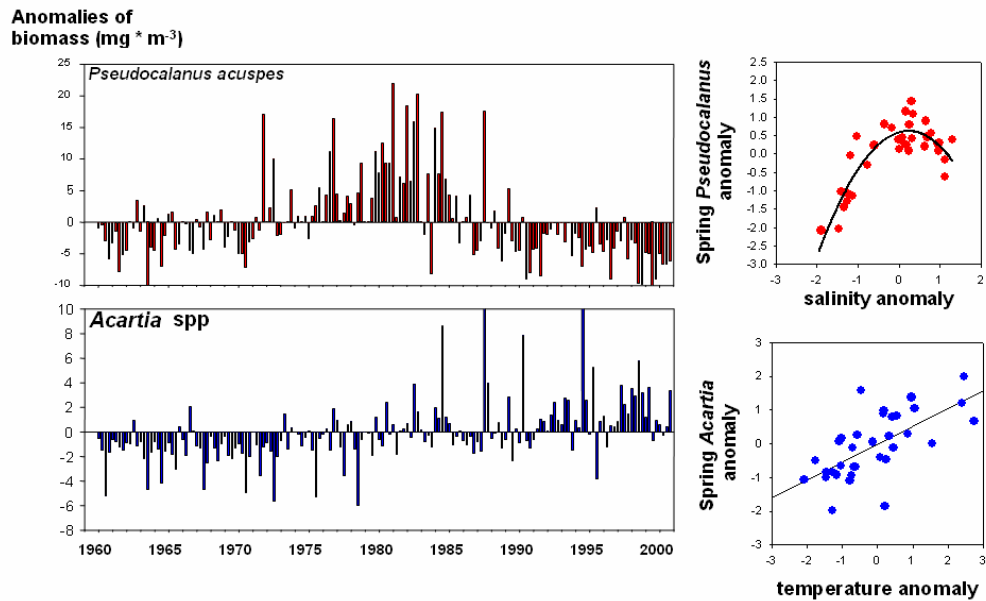 Anomalies of
biomass (mg * m-3)
Pseudocalanus acuspes
25
20
15
10
5
0
-5
-10
Acartia spp
10
8
6
4
2
0
-2
-4
-6
-8
1960 1965 1970 1975 1980 1985 1990 1995 2000
Spring Pseudocalanus
anomaly
2.5
2.0
1.5
1.0
0.5
0.0
-0.5
-1.0
-1.5
-2.0
-2.5
-3.0
-3 -2 -1 0 1 2
salinity anomaly
Spring Acartia
anomaly
3
2
1
0
-1
-2
-3
-3 -2 -1 0 1 2 3
temperature anomaly